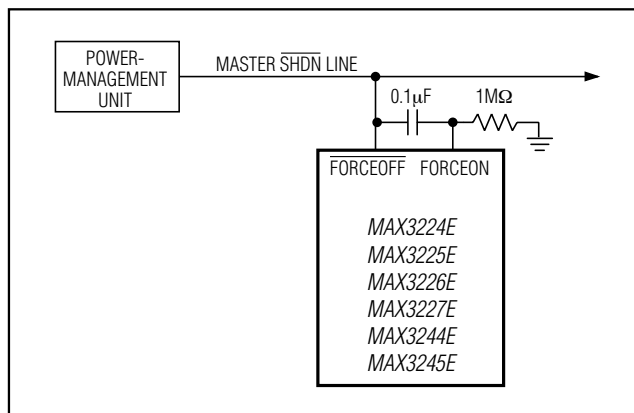 POWER-
MANAGEMENT
UNIT
MASTER SHDN LINE
0.1μF
1MΩ
FORCEOFF FORCEON
MAX3224E
MAX3225E
MAX3226E
MAX3227E
MAX3244E
MAX3245E